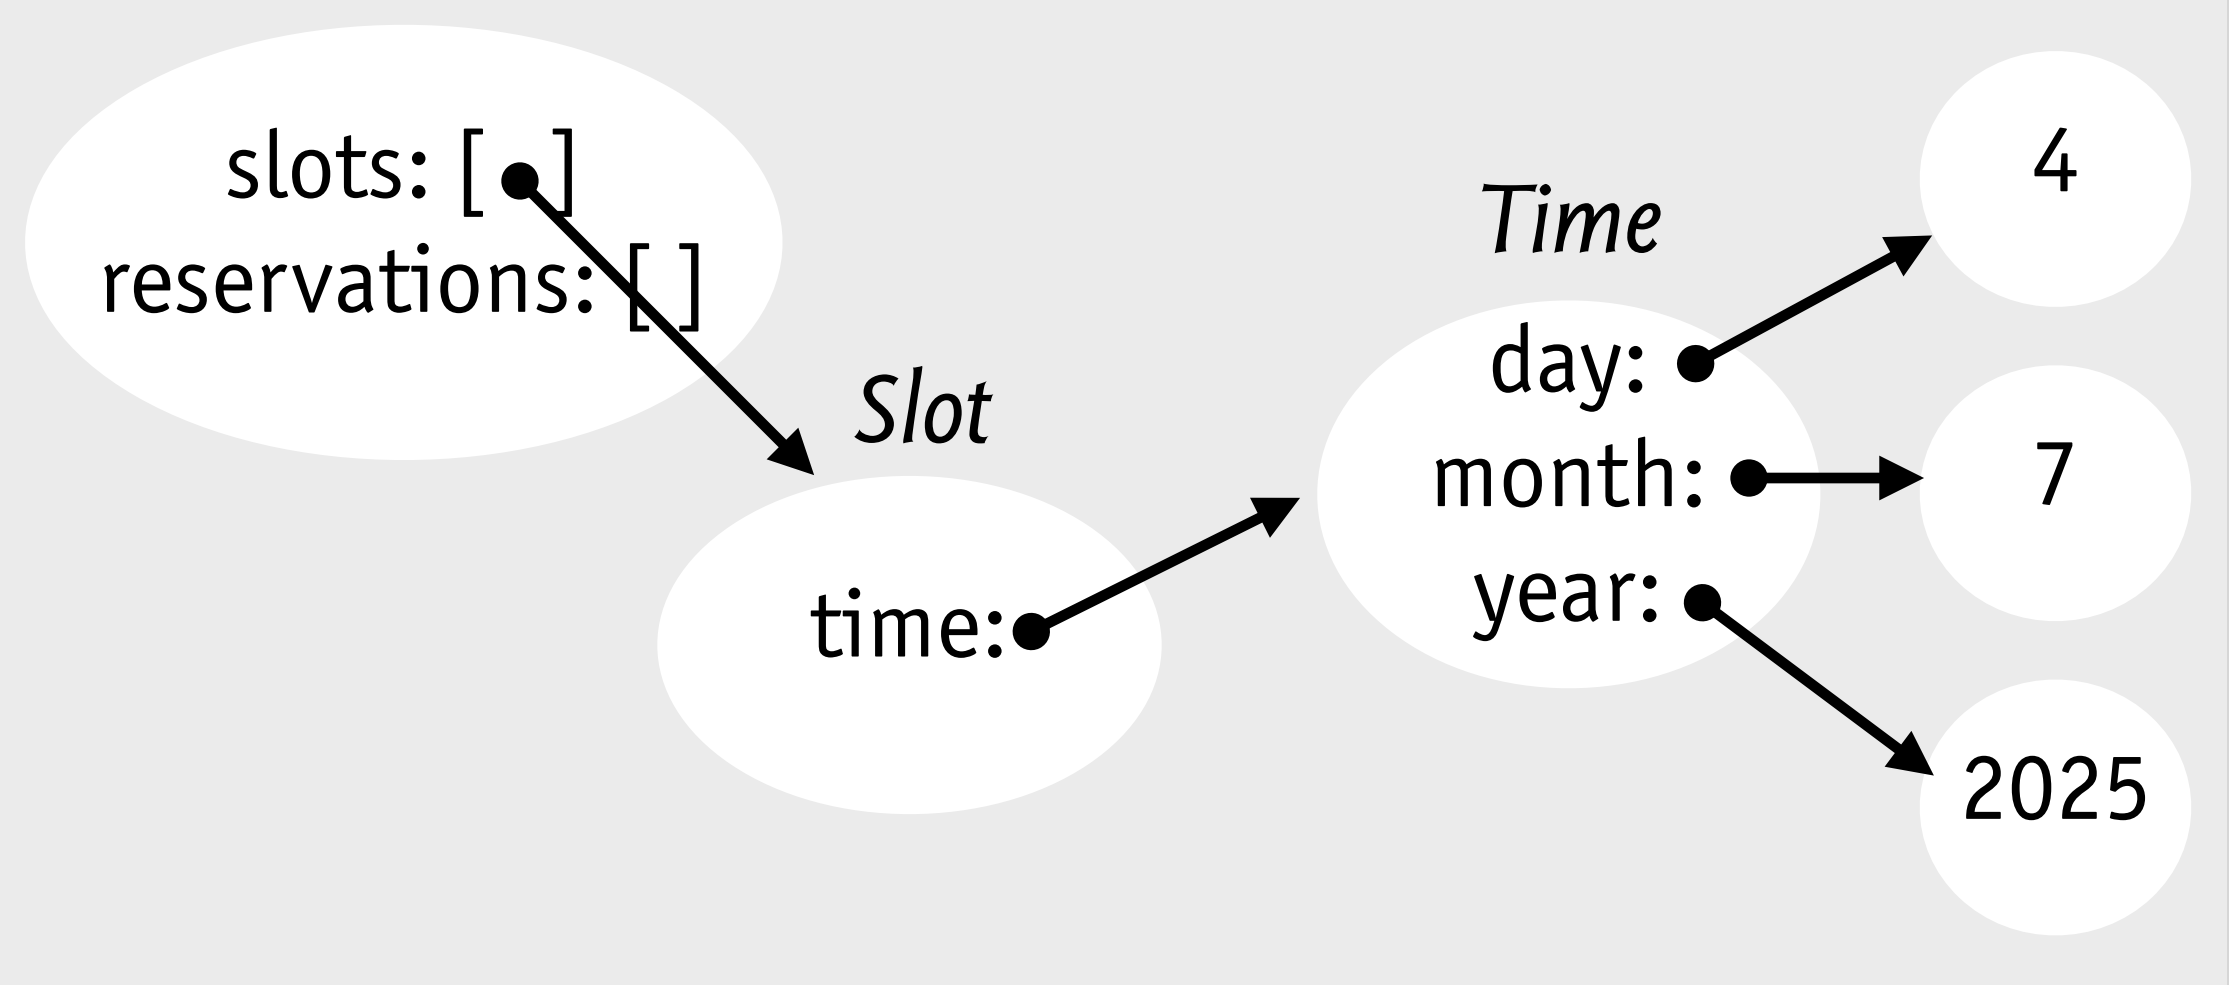 slots: [ ]
reservations: [ ]
Slot
time:
Time
day:
month:
year:
4
7
2025